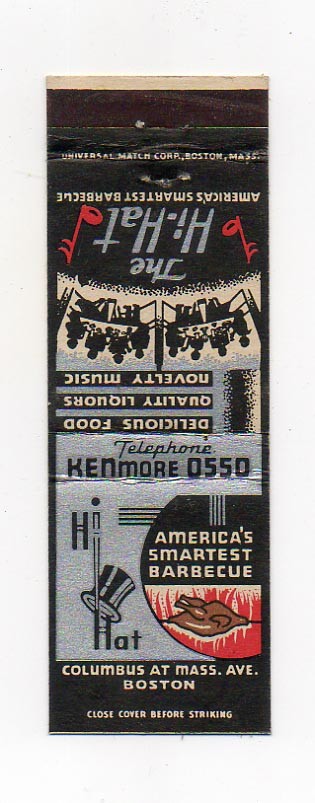 UNIVERSAL MATCH CORP., BOSTON, MASS.
AMERICA'S SMARTEST BARBECUE
The
Hi-Hat
NOVELTY MUSIC
QUALITY LIQUORS
DELICIOUS FOOD
Telephone
KENMORE 0550
Hi
Hat
AMERICA'S
SMARTEST
BARBECUE
COLUMBUS AT MASS. AVE.
BOSTON
CLOSE COVER BEFORE STRIKING